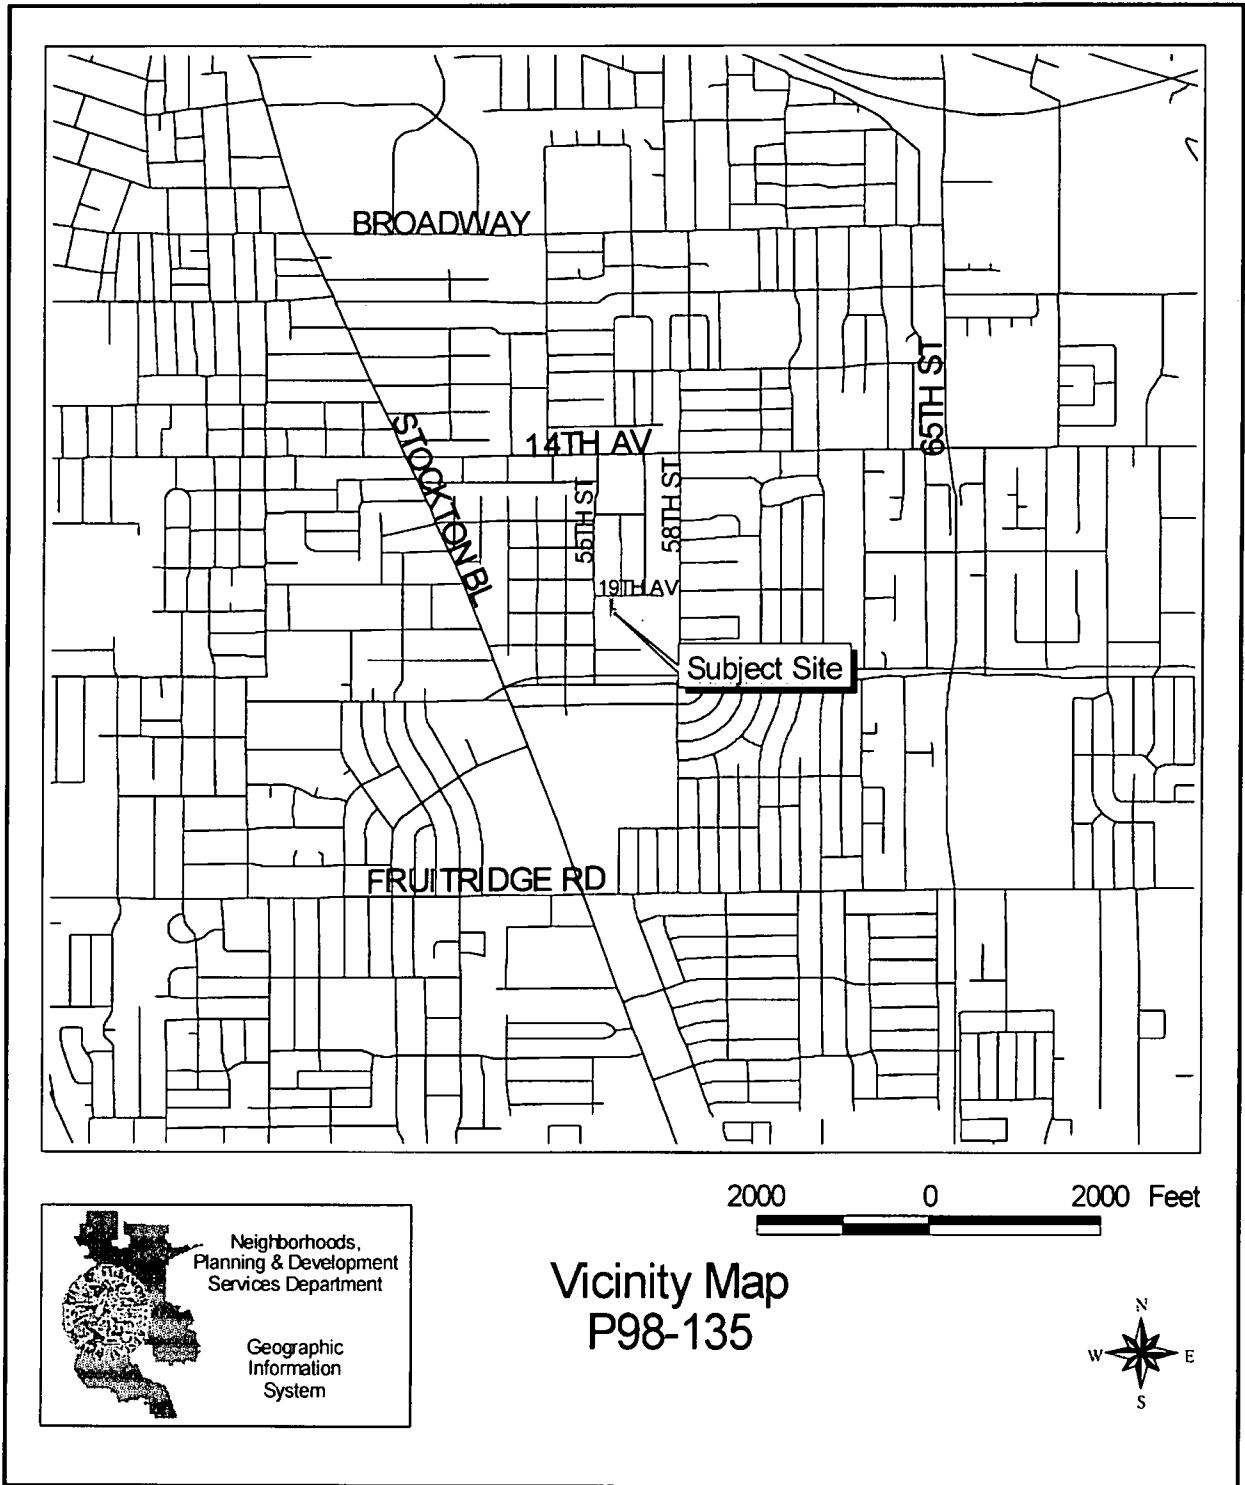 BROADWAY
65TH ST
STOCKTON BL
14TH AV
55TH ST
58TH ST
19TH AV
Subject Site
FRUITRIDGE RD
2000 0 2000 Feet
Neighborhoods,
Planning & Development
Services Department
Geographic
Information
System
Vicinity Map
P98-135
N
W E
S